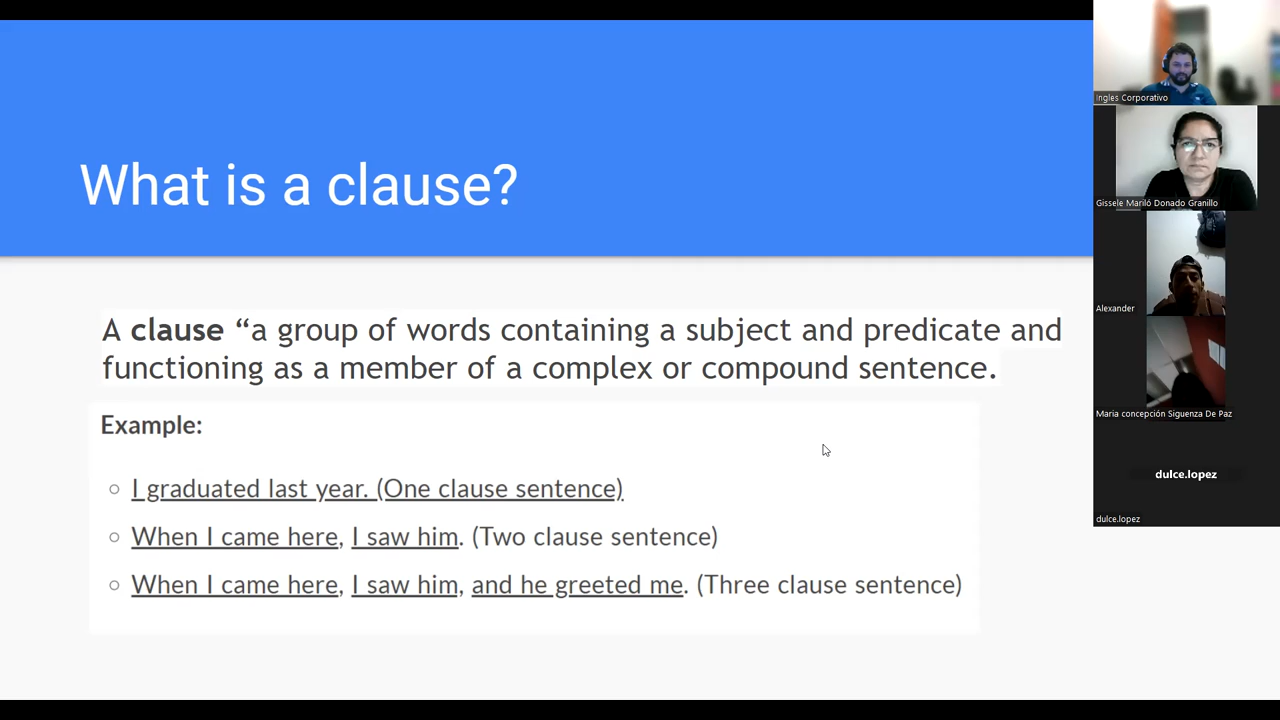 What is a clause?
A clause “a group of words containing a subject and predicate and
functioning as a member of a complex or compound sentence.
Example:
I graduated last year. (One clause sentence)
When I came here, I saw him. (Two clause sentence)
When I came here, I saw him, and he greeted me. (Three clause sentence)
Ingles Corporativo
Gissele Mariló Donado Granillo
Alexander
Maria concepción Siguenza De Paz
dulce.lopez
dulce.lopez